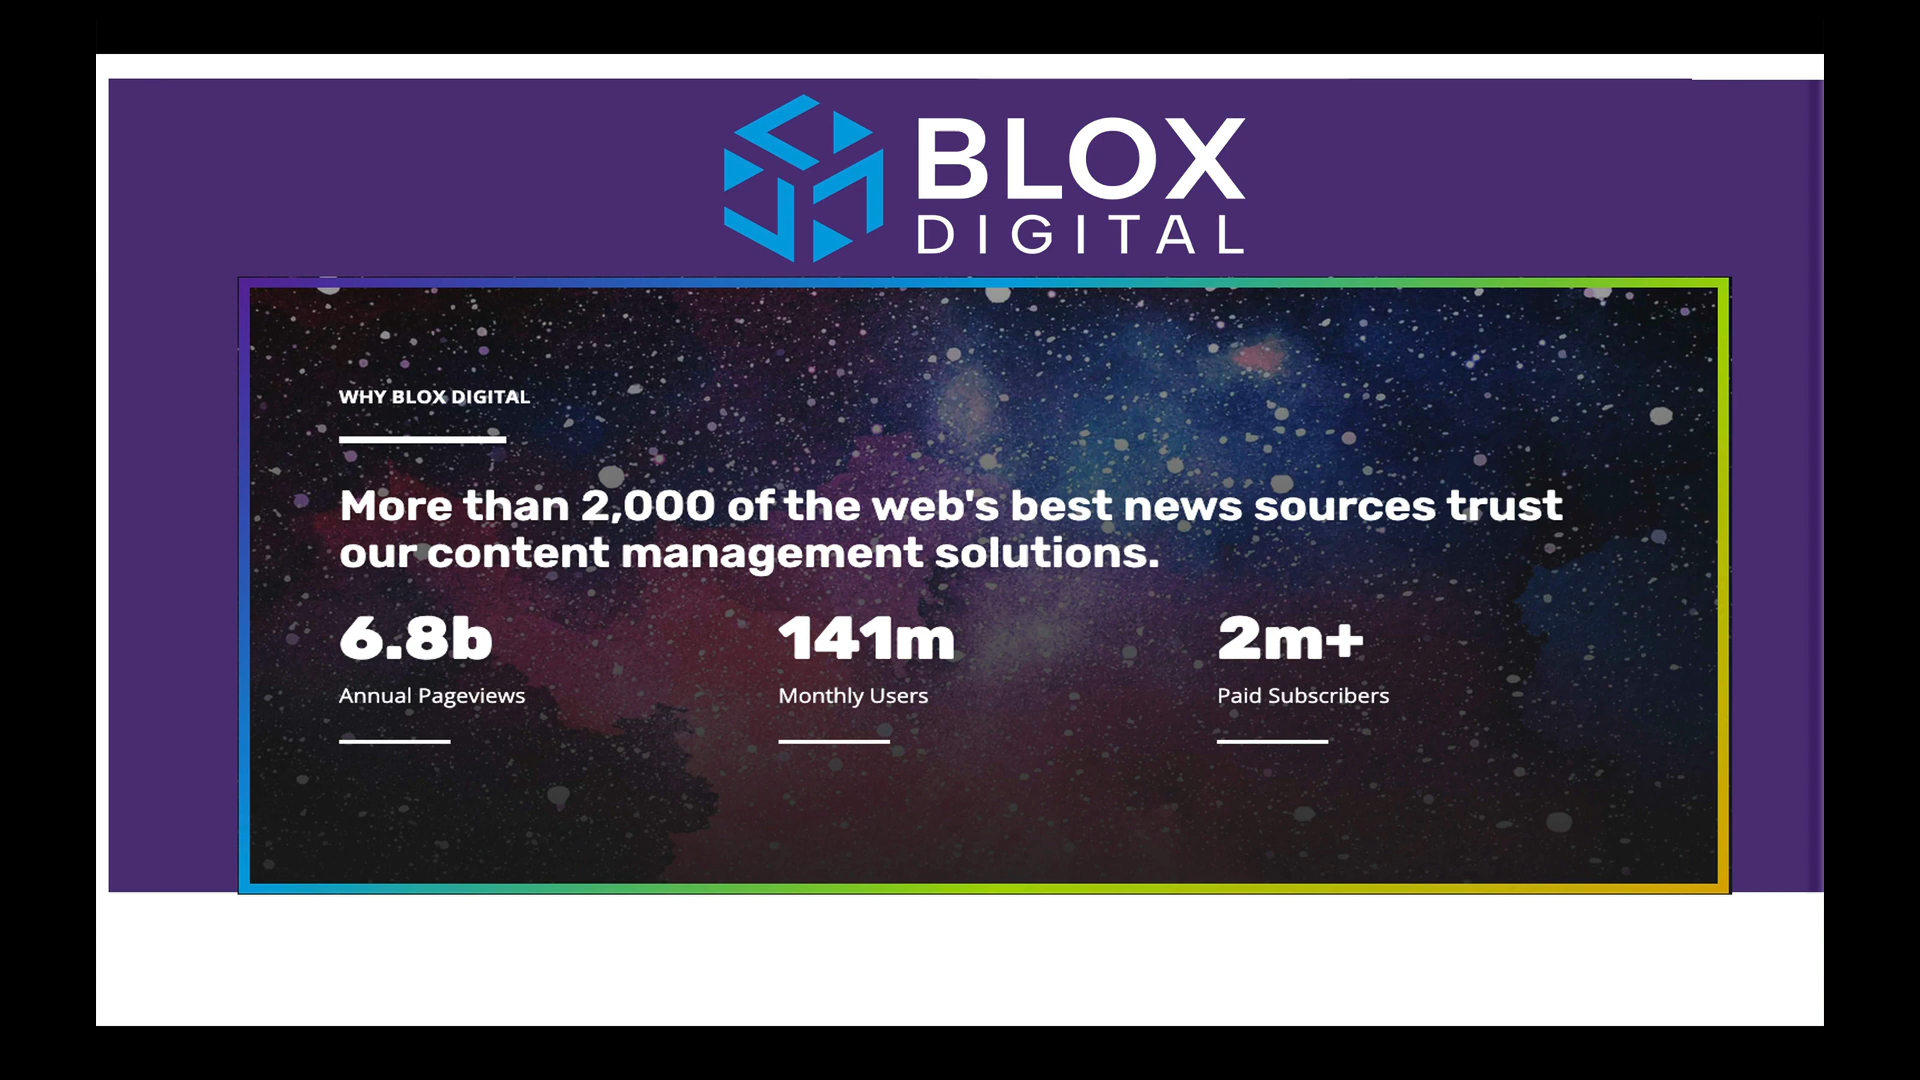 BLOX
DIGITAL
WHY BLOX DIGITAL
More than 2,000 of the web's best news sources trust
our content management solutions.
6.8b 141m 2m+
Annual Pageviews Monthly Users Paid Subscribers